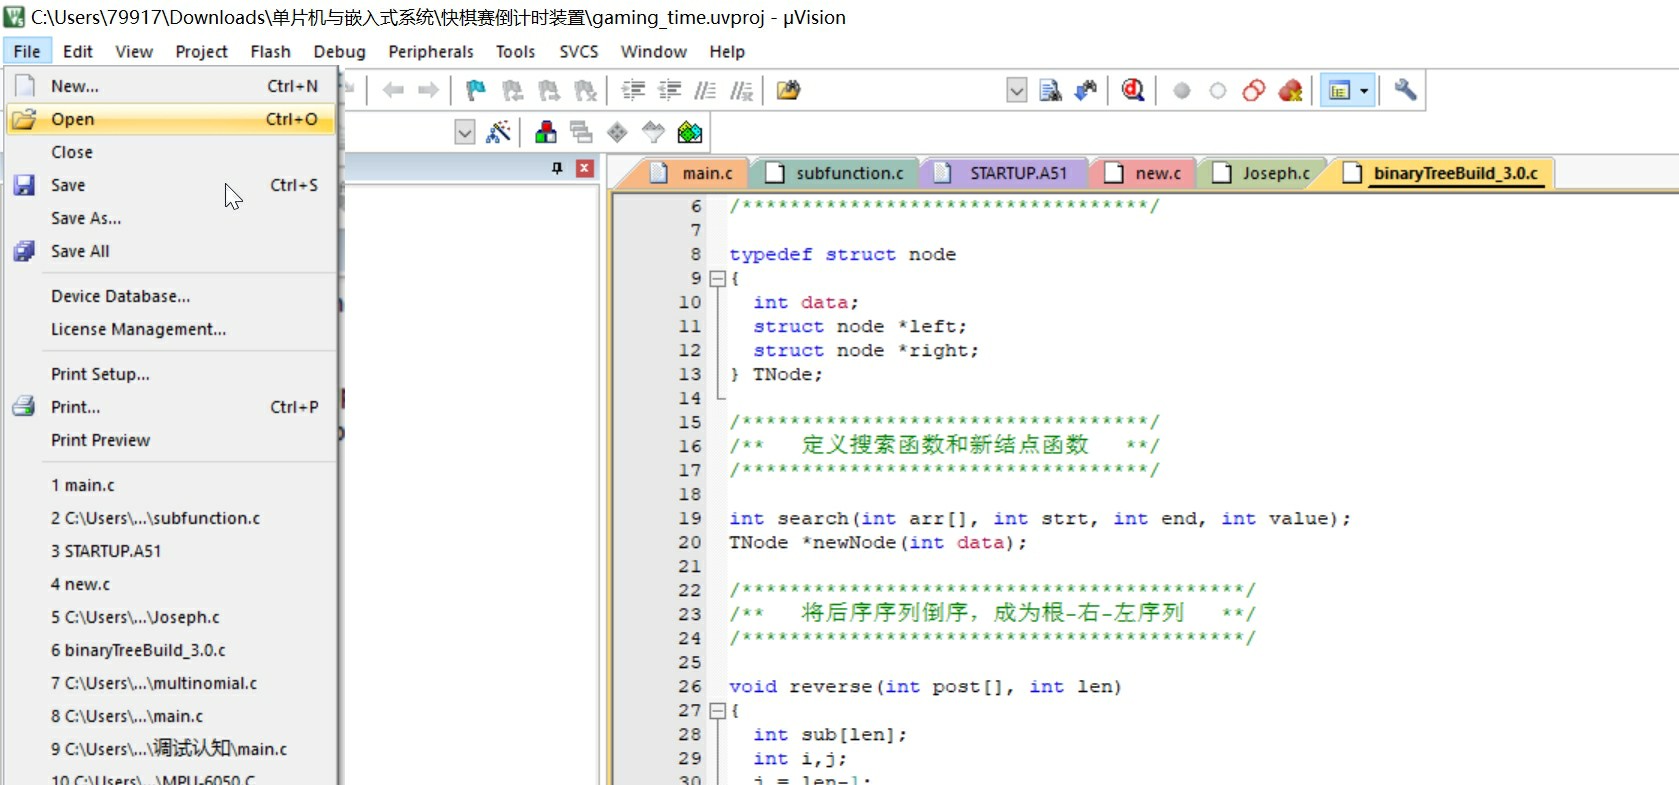 C:\Users\79917\Downloads\单片机与嵌入式系统\快棋赛倒计时装置\gaming_time.uvproj - µVision
File Edit View Project Flash Debug Peripherals Tools SVCS Window Help
New... Ctrl+N
Open Ctrl+O
Close
Save Ctrl+S
Save As...
Save All
Device Database...
License Management...
Print Setup...
Print... Ctrl+P
Print Preview
1 main.c
2 C:\Users\...\subfunction.c
3 STARTUP.A51
4 new.c
5 C:\Users\...\Joseph.c
6 binaryTreeBuild_3.0.c
7 C:\Users\...\multinomial.c
8 C:\Users\...\main.c
9 C:\Users\...\调试认知\main.c
10 C:\Users\...\MPU-6050.C
main.c subfunction.c STARTUP.A51 new.c Joseph.c binaryTreeBuild_3.0.c
6 /**********************************/
7
8 typedef struct node
9 {
10 int data;
11 struct node *left;
12 struct node *right;
13 } TNode;
14
15 /**********************************/
16 /** 定义搜索函数和新结点函数 **/
17 /**********************************/
18
19 int search(int arr[], int strt, int end, int value);
20 TNode *newNode(int data);
21
22 /******************************************/
23 /** 将后序序列倒序，成为根-右-左序列 **/
24 /******************************************/
25
26 void reverse(int post[], int len)
27 {
28 int sub[len];
29 int i,j;
30 j = len-1;